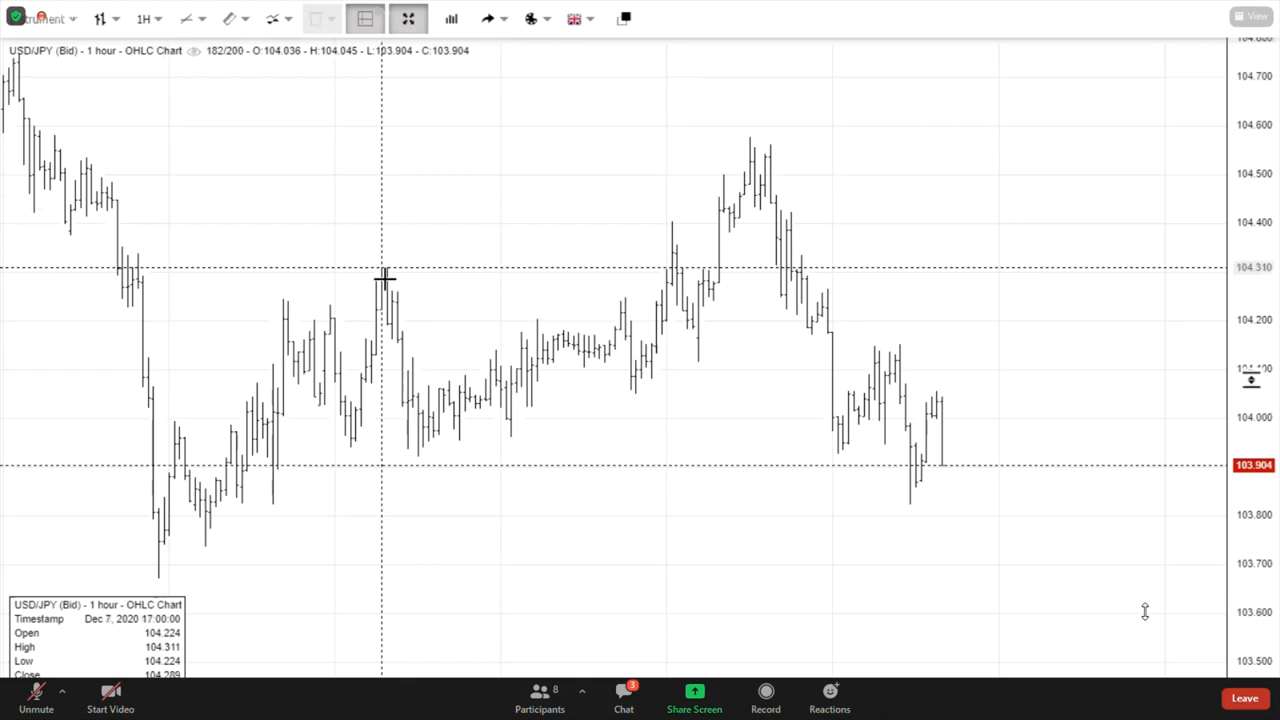 1H
View
USD/JPY (Bid) - 1 hour - OHLC Chart 182/200 - O:104.036 - H:104.045 - L:103.904 - C:103.904
104.700
104.600
104.500
104.400
104.310
104.200
104.000
103.904
103.800
103.700
103.600
103.500
USD/JPY (Bid) - 1 hour - OHLC Chart
Timestamp Dec 7, 2020 17:00:00
Open 104.224
High 104.311
Low 104.224
Close 104.289
8
3
Unmute
Start Video
Participants
Chat
Share Screen
Record
Reactions
Leave